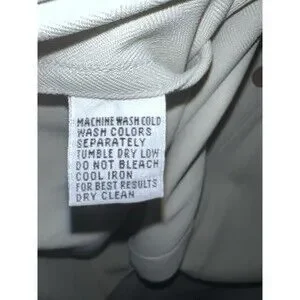 MACHINE WASH COLD
WASH COLORS
SEPARATELY
TUMBLE DRY LOW
DO NOT BLEACH
COOL IRON
FOR BEST RESULTS
DRY CLEAN